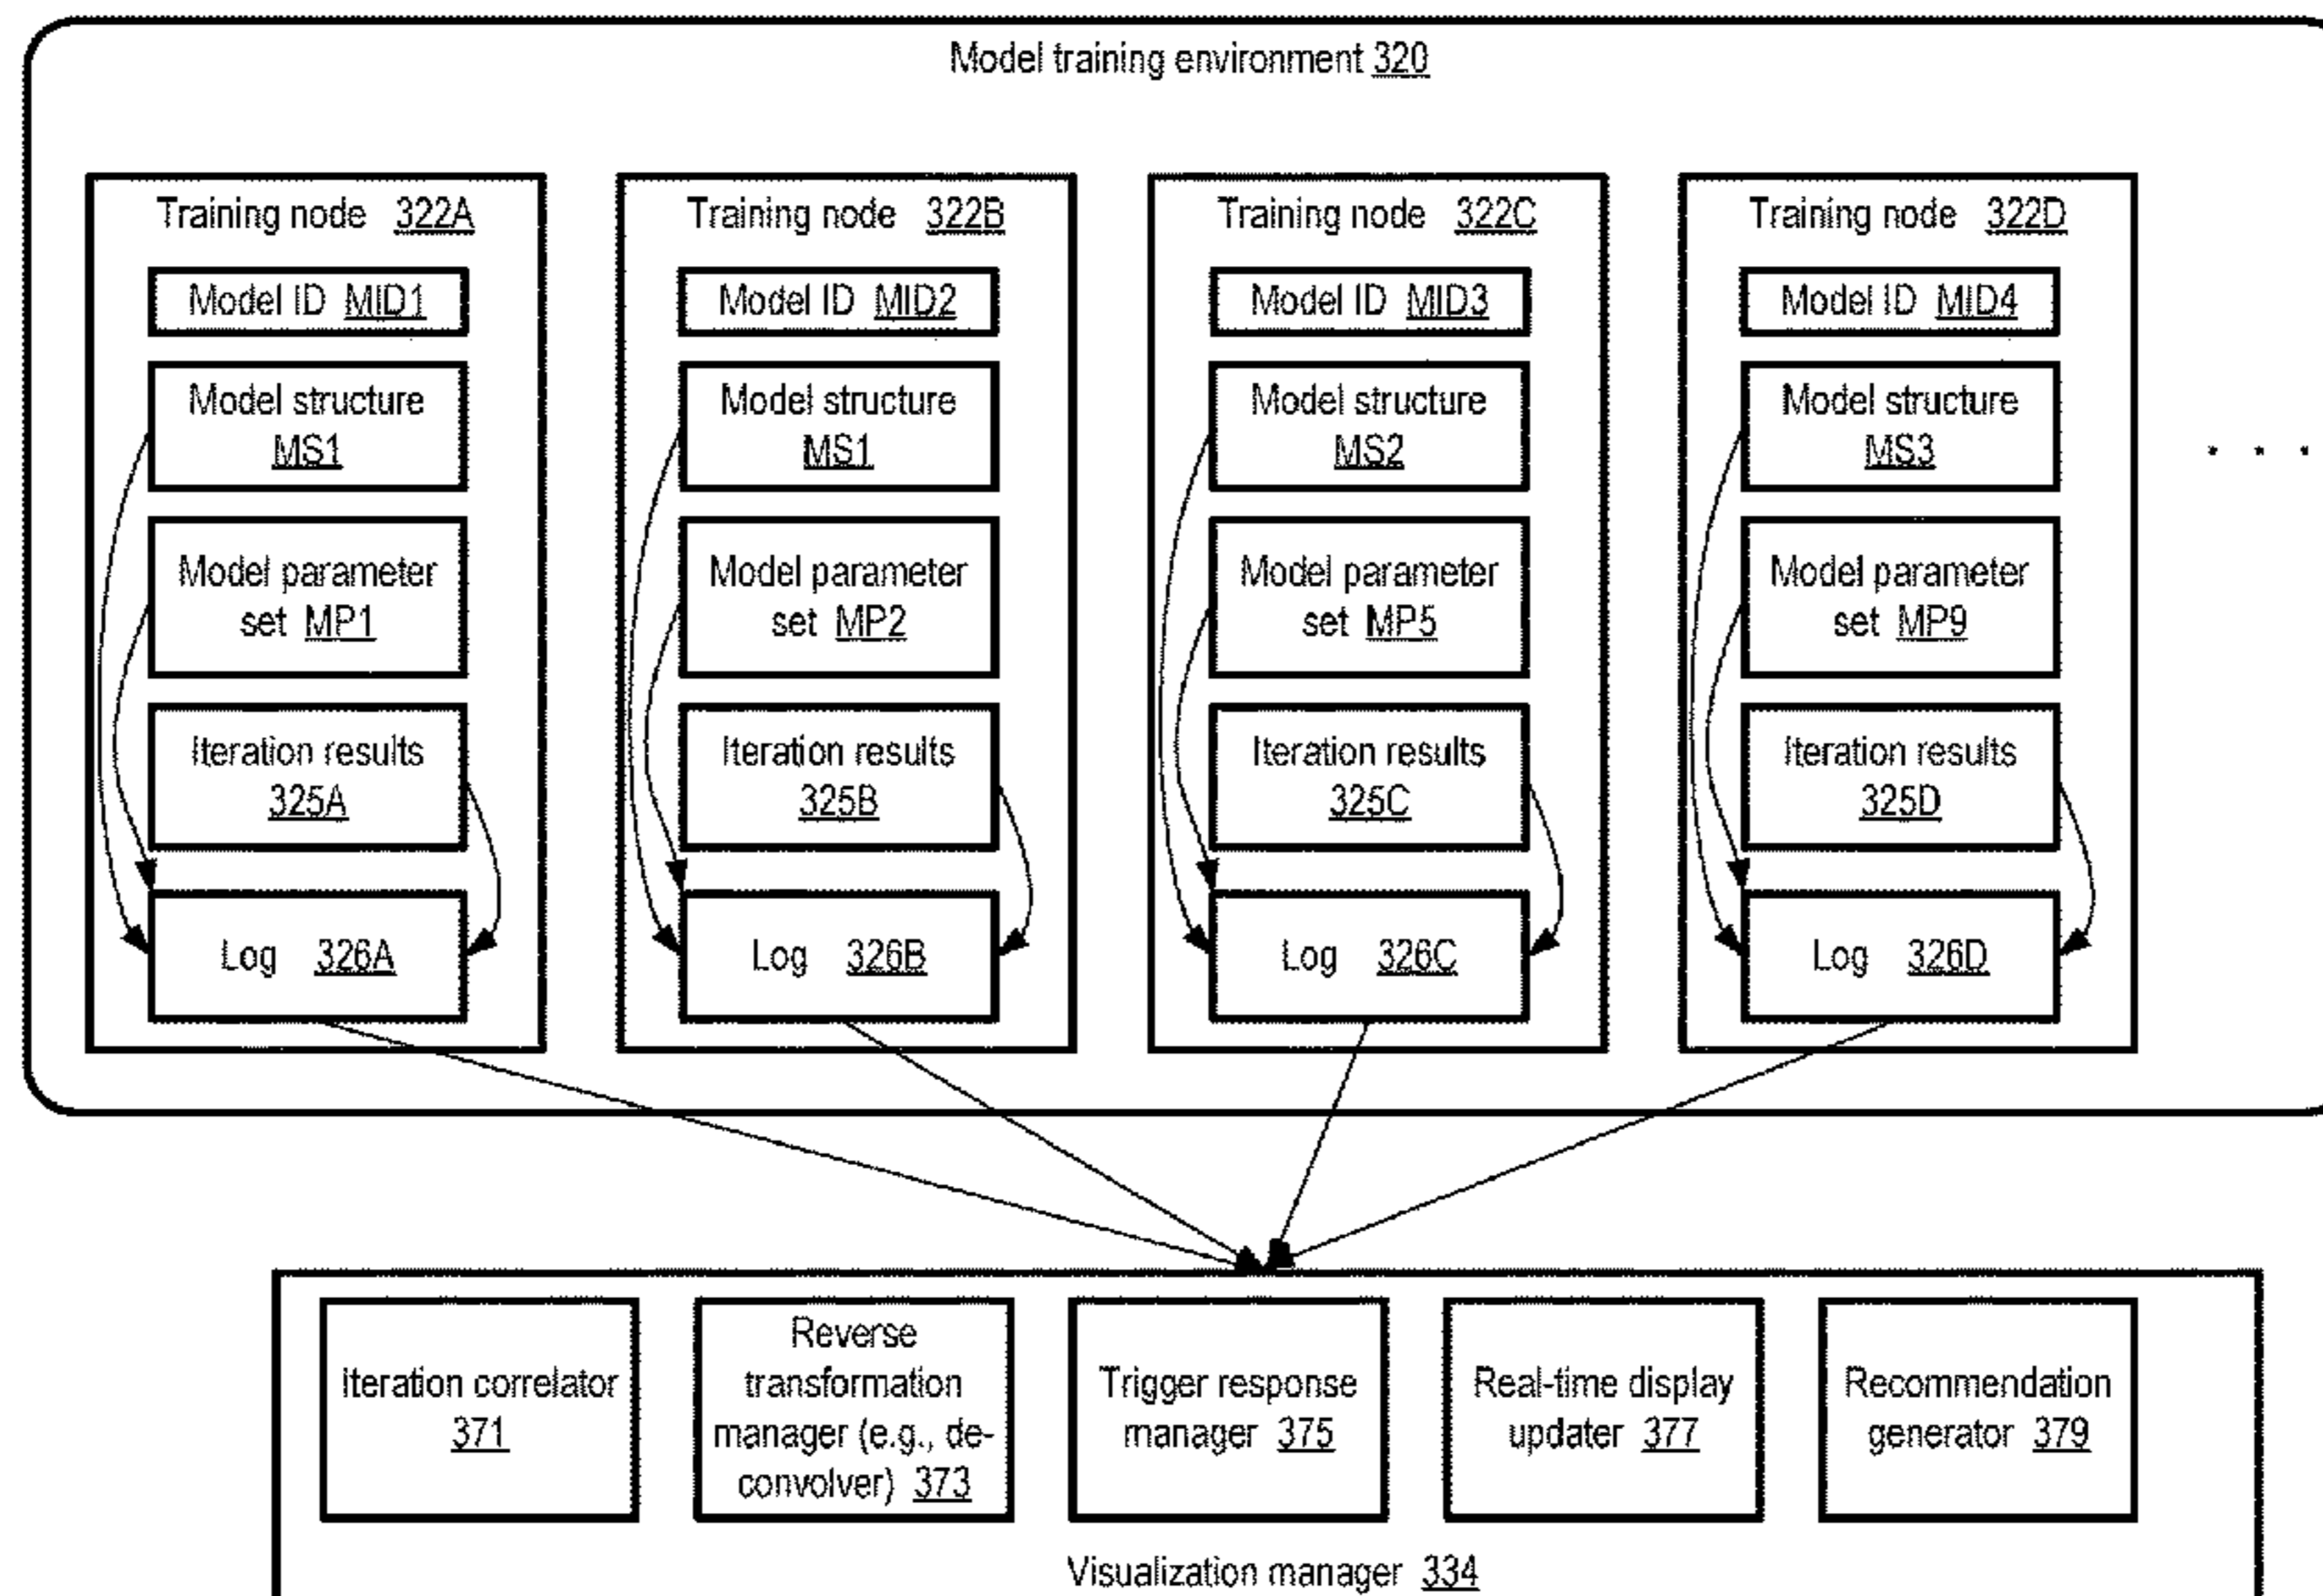 Model training environment 320
Training node 322A
Model ID MID1
Model structure
MS1
Model parameter
set MP1
Iteration results
325A
Log 326A
Training node 322B
Model ID MID2
Model structure
MS1
Model parameter
set MP2
Iteration results
325B
Log 326B
Training node 322C
Model ID MID3
Model structure
MS2
Model parameter
set MP5
Iteration results
325C
Log 326C
Training node 322D
Model ID MID4
Model structure
MS3
Model parameter
set MP9
Iteration results
325D
Log 326D
. . .
Iteration correlator
371
Reverse
transformation
manager (e.g., de-
convolver) 373
Trigger response
manager 375
Real-time display
updater 377
Recommendation
generator 379
Visualization manager 334